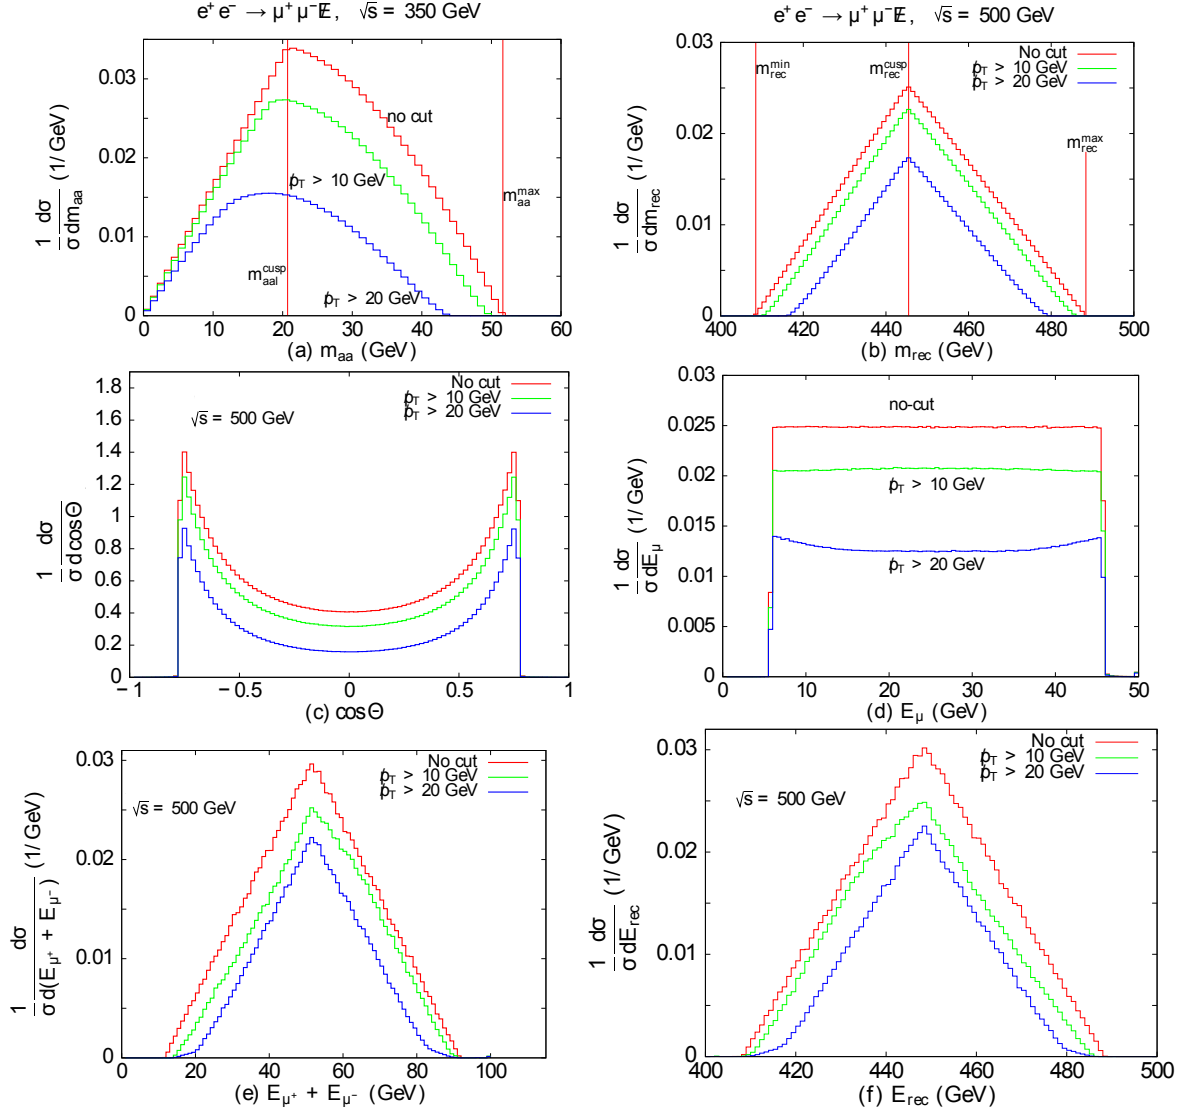 e⁺ e⁻ → μ⁺ μ⁻E̸, √s = 350 GeV
e⁺ e⁻ → μ⁺ μ⁻E̸, √s = 500 GeV
0.03
0.02
0.01
0
1/σ dσ/dm_aa (1/ GeV)
no cut
p̸_T > 10 GeV
p̸_T > 20 GeV
m_aal^cusp
m_aa^max
0 10 20 30 40 50 60
(a) m_aa (GeV)
0.03
0.02
0.01
0
1/σ dσ/dm_rec (1/ GeV)
No cut
p̸_T > 10 GeV
p̸_T > 20 GeV
m_rec^min
m_rec^cusp
m_rec^max
400 420 440 460 480 500
(b) m_rec (GeV)
1.8
1.6
1.4
1.2
1
0.8
0.6
0.4
0.2
0
1/σ dσ/d cosΘ
√s = 500 GeV
No cut
p̸_T > 10 GeV
p̸_T > 20 GeV
−1 −0.5 0 0.5 1
(c) cosΘ
0.03
0.025
0.02
0.015
0.01
0.005
0
1/σ dσ/dE_μ (1/ GeV)
no-cut
p̸_T > 10 GeV
p̸_T > 20 GeV
0 10 20 30 40 50
(d) E_μ (GeV)
0.03
0.02
0.01
0
1/σ dσ/d(E_μ⁺ + E_μ⁻) (1/ GeV)
No cut
p̸_T > 10 GeV
p̸_T > 20 GeV
√s = 500 GeV
0 20 40 60 80 100
(e) E_μ⁺ + E_μ⁻ (GeV)
0.03
0.02
0.01
0
1/σ dσ/dE_rec (1/ GeV)
No cut
p̸_T > 10 GeV
p̸_T > 20 GeV
√s = 500 GeV
400 420 440 460 480 500
(f) E_rec (GeV)